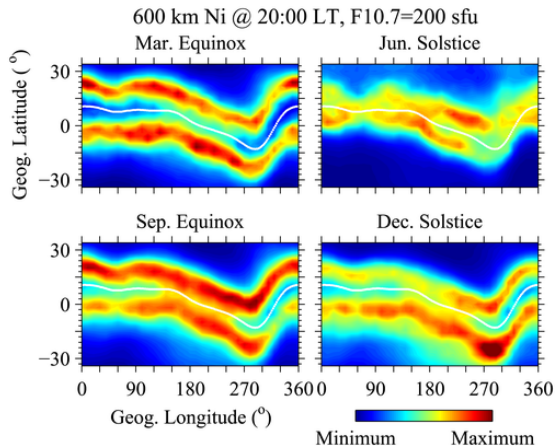 600 km Ni @ 20:00 LT, F10.7=200 sfu
Mar. Equinox
Jun. Solstice
Geog. Latitude (°)
30
0
−30
Sep. Equinox
Dec. Solstice
30
0
−30
0 90 180 270 360
0 90 180 270 360
Geog. Longitude (°)
Minimum Maximum